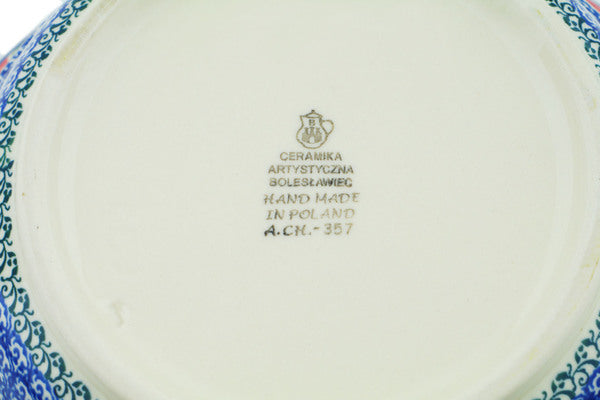 B
CERAMIKA
ARTYSTYCZNA
BOLESŁAWIEC
HAND MADE
IN POLAND
A.CH.-357